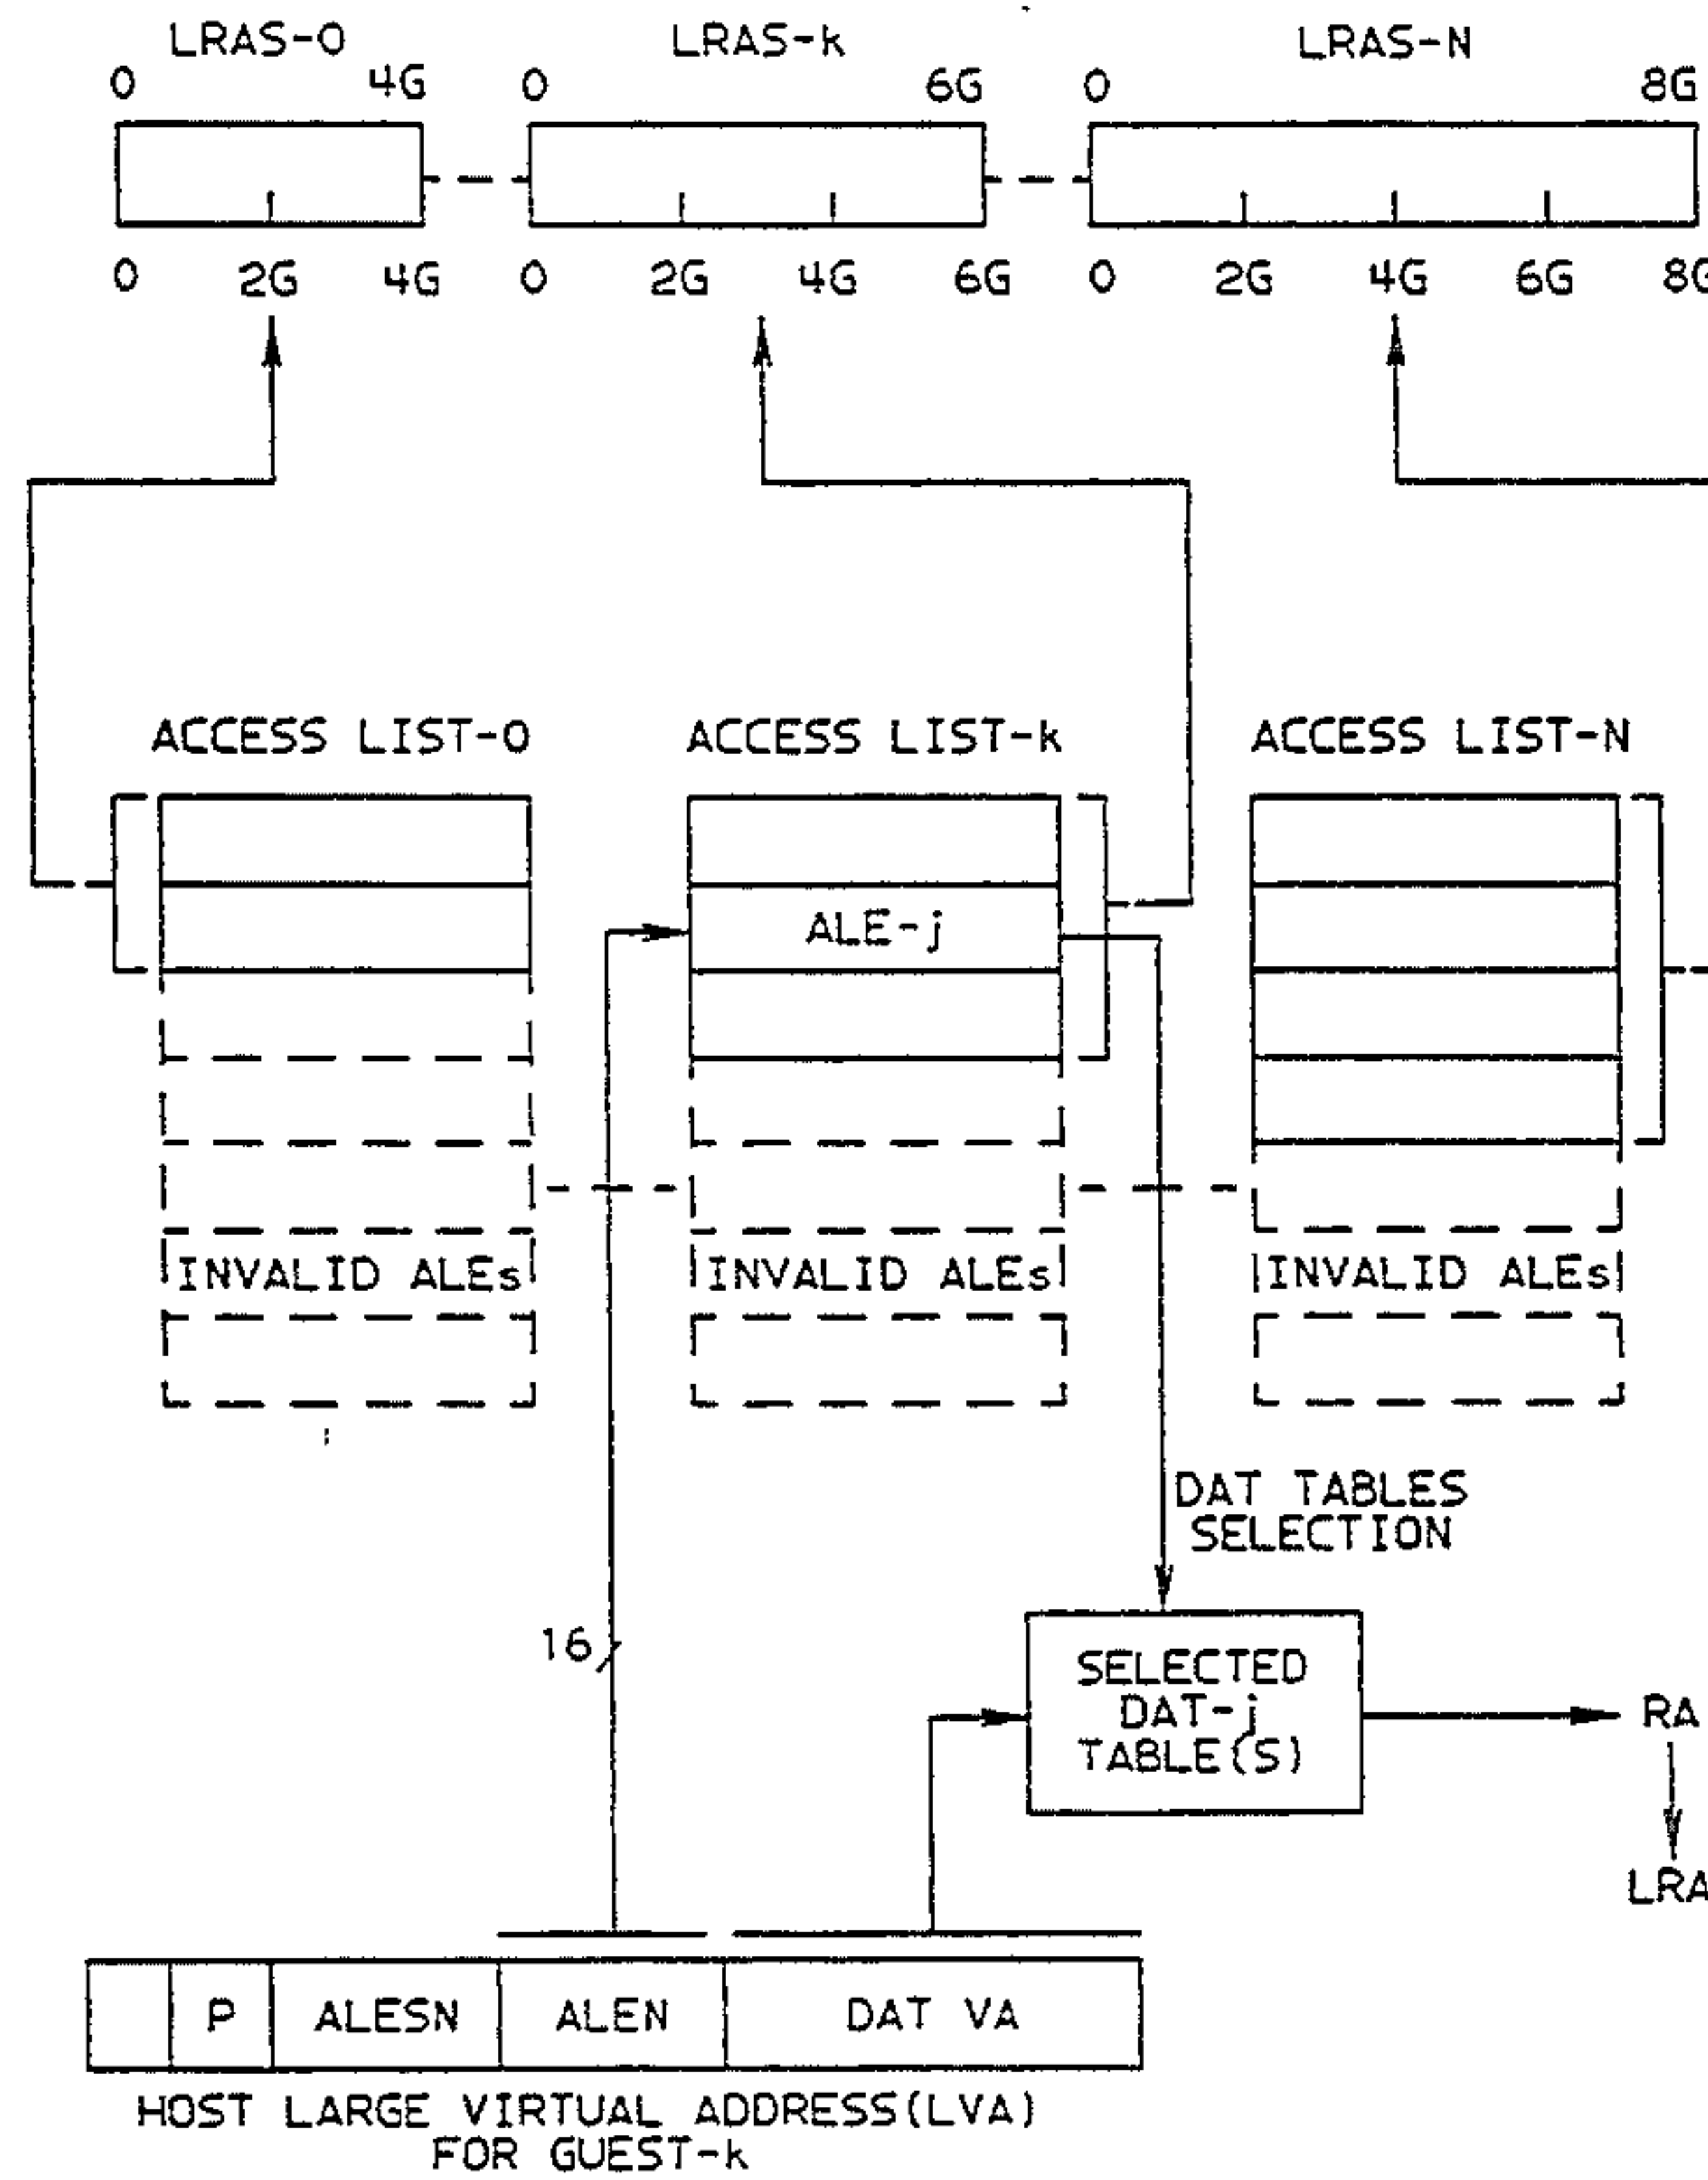 LRAS-0 LRAS-k LRAS-N
0 4G 0 6G 0 8G
0 2G 4G 0 2G 4G 6G 0 2G 4G 6G 8G
ACCESS LIST-0 ACCESS LIST-k ACCESS LIST-N
ALE-j
INVALID ALEs INVALID ALEs INVALID ALEs
DAT TABLES
SELECTION
16
SELECTED
DAT-j
TABLE(S)
RA
LRA
P ALESN ALEN DAT VA
HOST LARGE VIRTUAL ADDRESS(LVA)
FOR GUEST-k